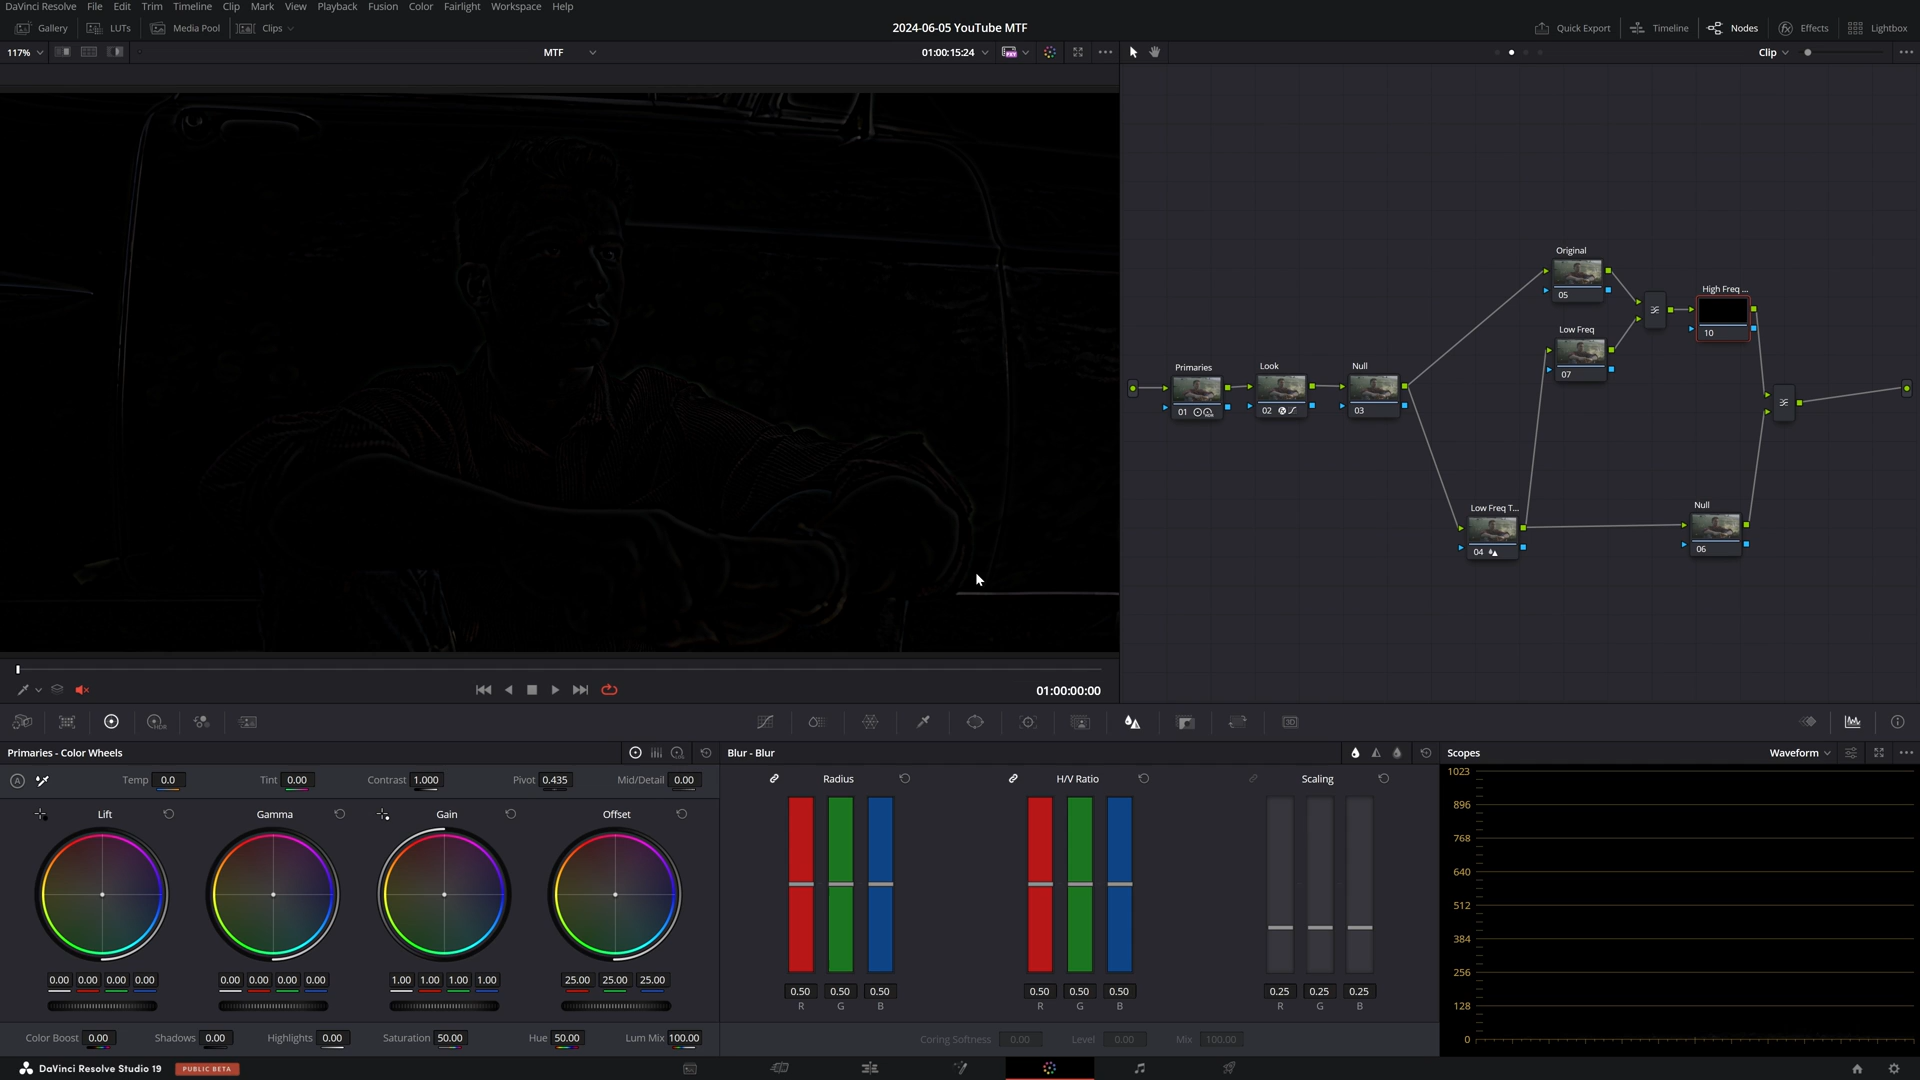 DaVinci Resolve File Edit Trim Timeline Clip Mark View Playback Fusion Color Fairlight Workspace Help
Gallery LUTs Media Pool Clips 2024-06-05 YouTube MTF Quick Export Timeline Nodes Effects Lightbox
117% MTF 01:00:15:24 Clip
Original
05
High Freq ...
10
Low Freq
07
Primaries
01
Look
02
Null
03
Low Freq T...
04
Null
06
01:00:00:00
Primaries - Color Wheels
Temp 0.0 Tint 0.00 Contrast 1.000 Pivot 0.435 Mid/Detail 0.00
Lift Gamma Gain Offset
0.00 0.00 0.00 0.00 0.00 0.00 0.00 0.00 1.00 1.00 1.00 1.00 25.00 25.00 25.00
Color Boost 0.00 Shadows 0.00 Highlights 0.00 Saturation 50.00 Hue 50.00 Lum Mix 100.00
Blur - Blur
Radius H/V Ratio Scaling
0.50 0.50 0.50 0.50 0.50 0.50 0.25 0.25 0.25
R G B R G B R G B
Coring Softness 0.00 Level 0.00 Mix 100.00
Scopes Waveform
1023
896
768
640
512
384
256
128
0
DaVinci Resolve Studio 19 PUBLIC BETA